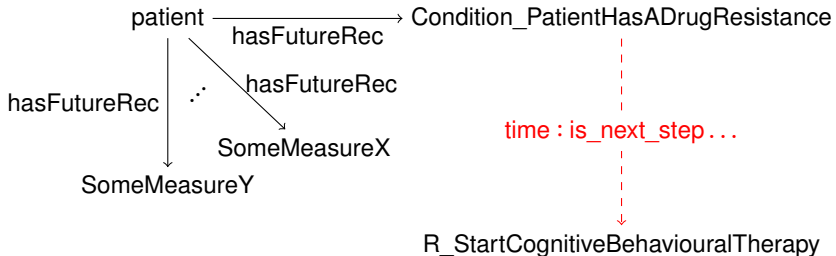 patient
Condition_PatientHasADrugResistance
hasFutureRec
hasFutureRec
hasFutureRec
...
SomeMeasureX
time : is_next_step ...
SomeMeasureY
R_StartCognitiveBehaviouralTherapy